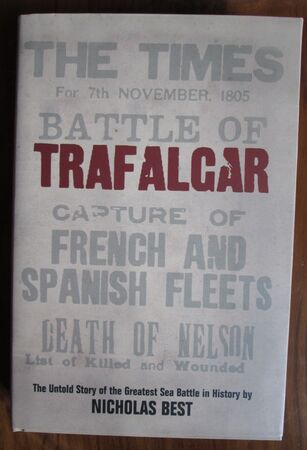 THE TIMES
For 7th NOVEMBER, 1805
BATTLE OF
TRAFALGAR
CAPTURE OF
FRENCH AND
SPANISH FLEETS
DEATH OF NELSON
List of Killed and Wounded
The Untold Story of the Greatest Sea Battle in History by
NICHOLAS BEST